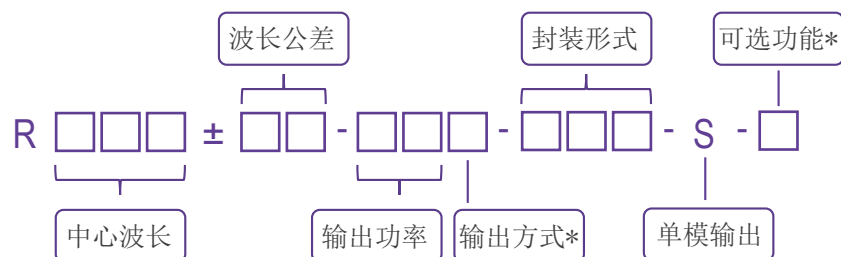 波长公差 封装形式 可选功能*
R □□□ ± □□ - □□□ - □□□ - S - □
中心波长 输出功率 输出方式* 单模输出